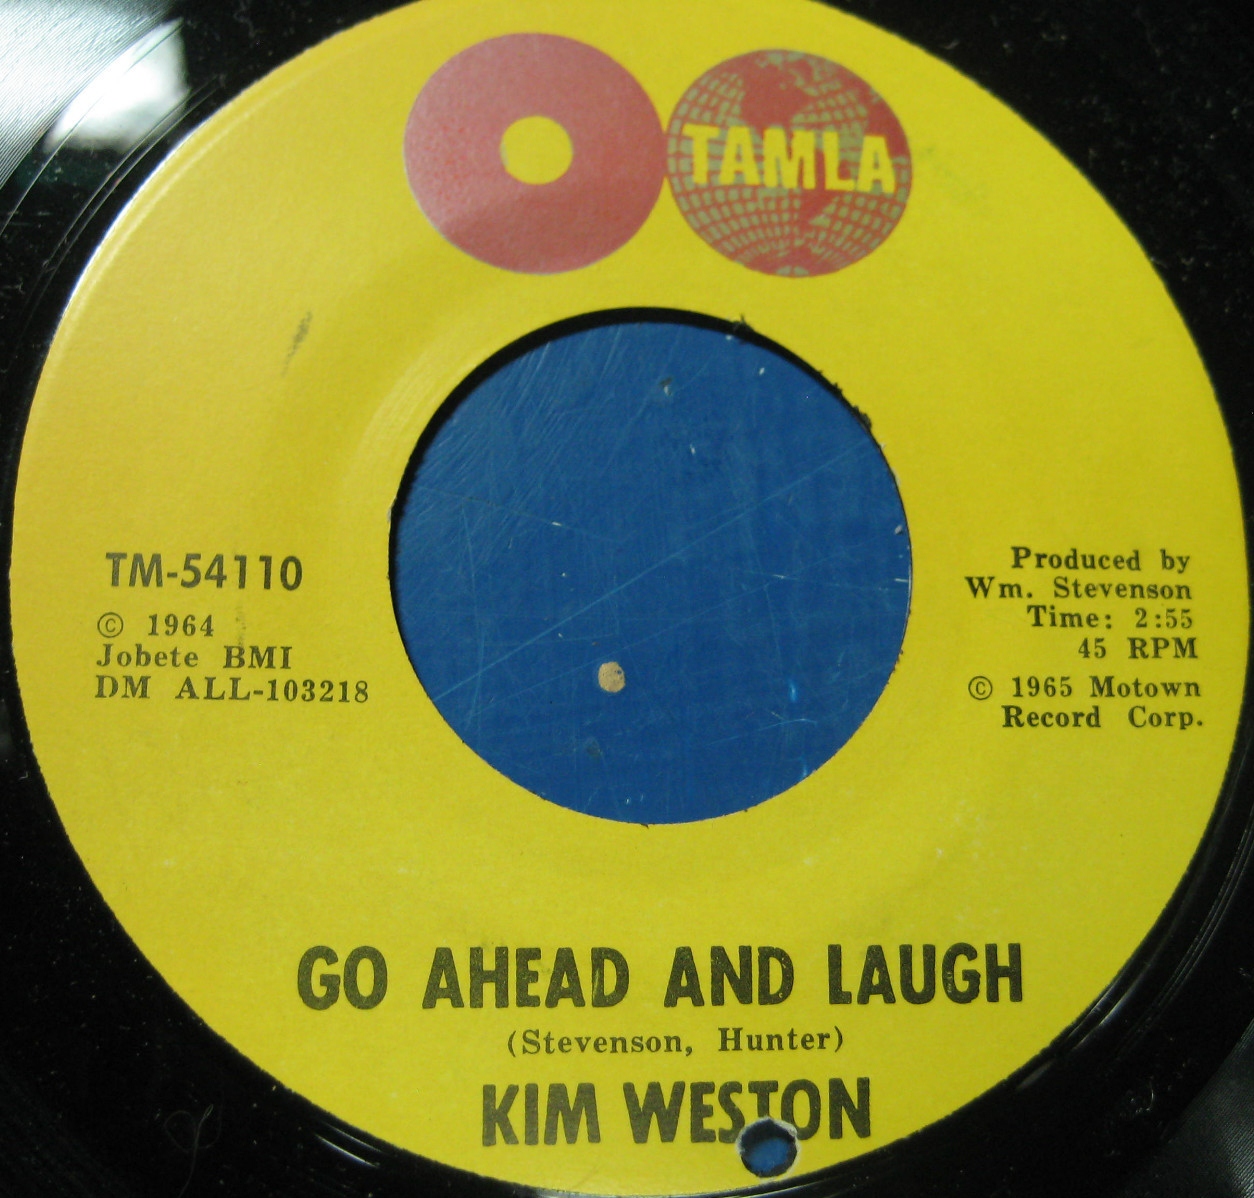 TAMLA
TM-54110
© 1964
Jobete BMI
DM ALL-103218
Produced by
Wm. Stevenson
Time: 2:55
45 RPM
© 1965 Motown
Record Corp.
GO AHEAD AND LAUGH
(Stevenson, Hunter)
KIM WESTON